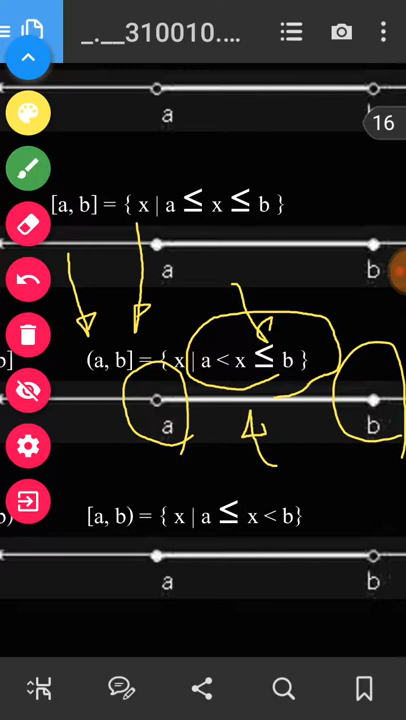 _.__310010....
a
16
[a, b] = { x | a ≤ x ≤ b }
a b
b] (a, b] = { x | a < x ≤ b }
a b
b) [a, b) = { x | a ≤ x < b}
a b